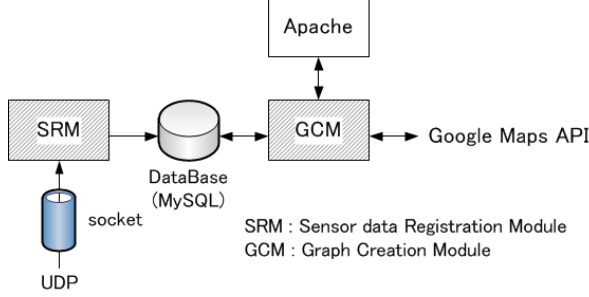 Apache
SRM
GCM
Google Maps API
DataBase
(MySQL)
socket
UDP
SRM : Sensor data Registration Module
GCM : Graph Creation Module